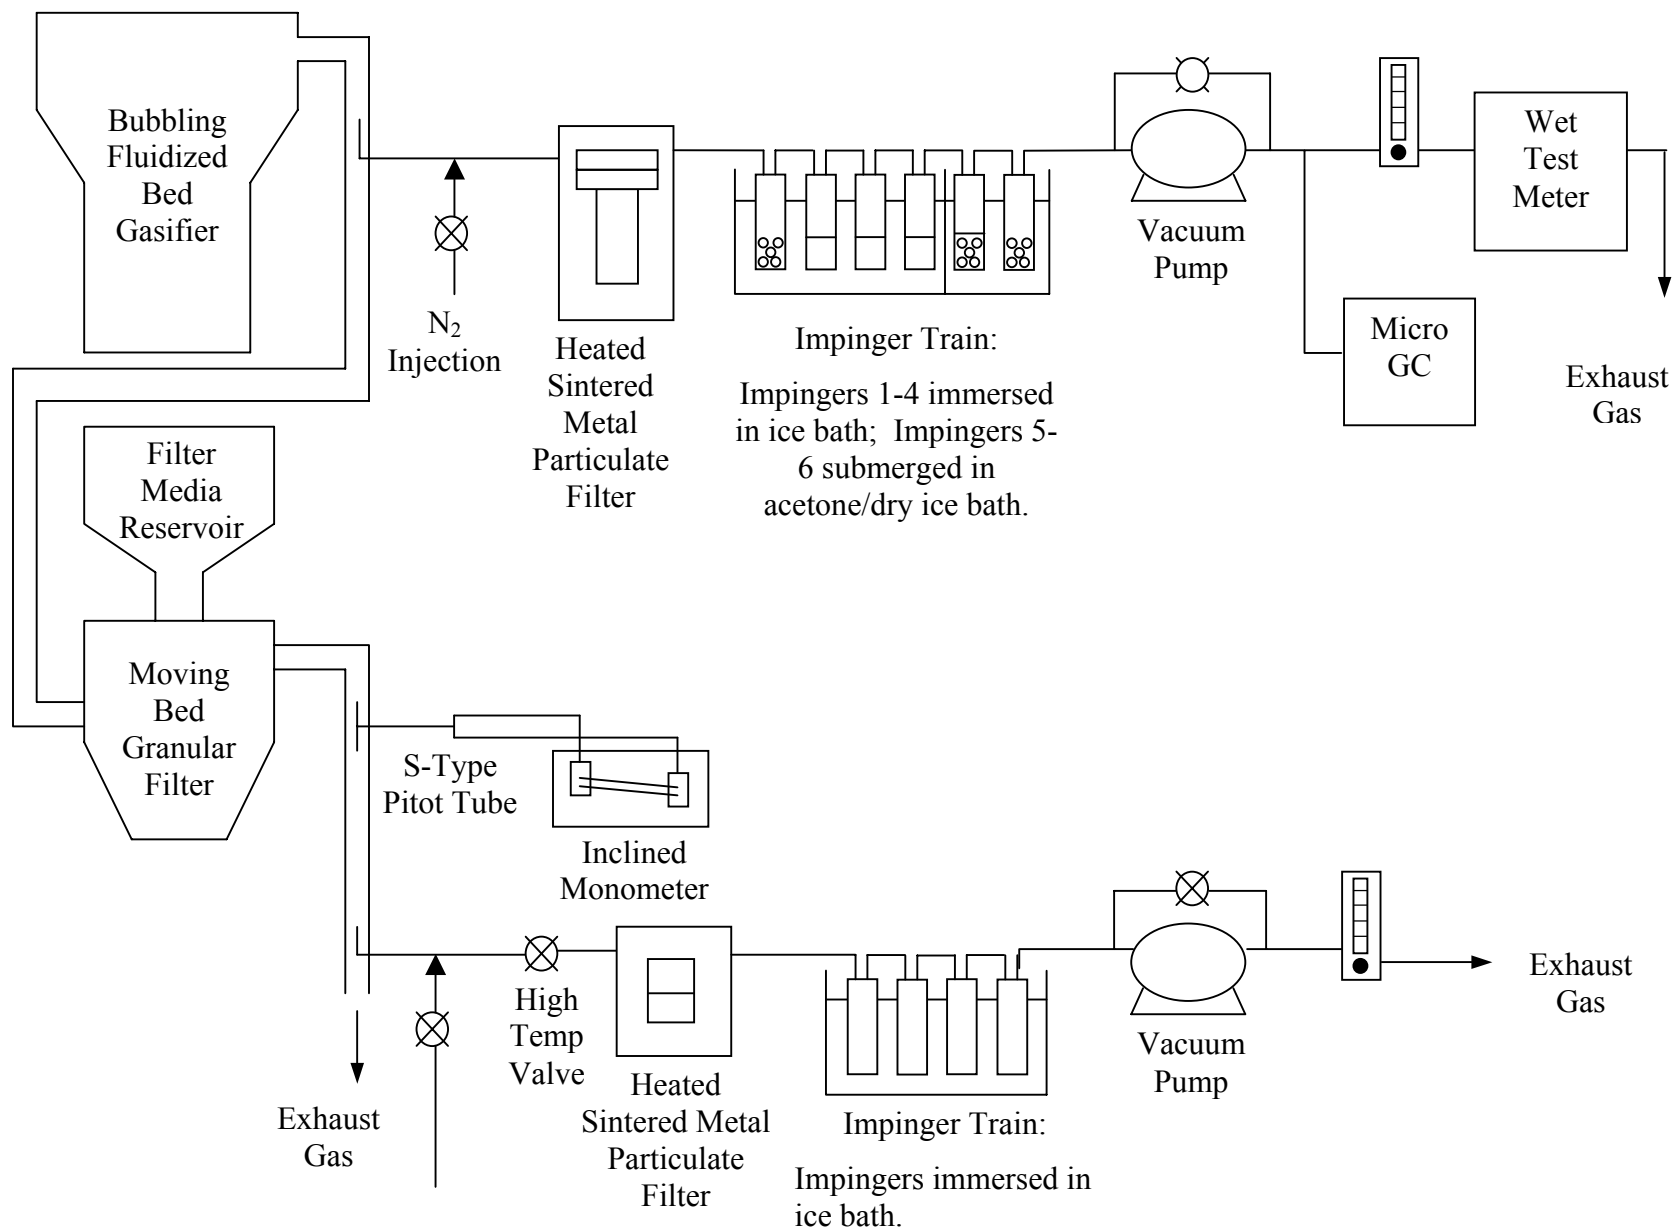 Bubbling
Fluidized
Bed
Gasifier
N2
Injection
Heated
Sintered
Metal
Particulate
Filter
Impinger Train:
Impingers 1-4 immersed
in ice bath;  Impingers 5-
6 submerged in
acetone/dry ice bath.
Vacuum
Pump
Wet
Test
Meter
Micro
GC
Exhaust
Gas
Filter
Media
Reservoir
Moving
Bed
Granular
Filter
S-Type
Pitot Tube
Inclined
Monometer
High
Temp
Valve
Heated
Sintered Metal
Particulate
Filter
Impinger Train:
Impingers immersed in
ice bath.
Vacuum
Pump
Exhaust
Gas
Exhaust
Gas